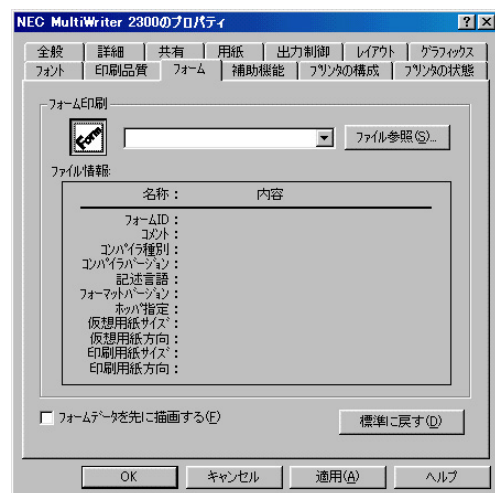 NEC MultiWriter 2300のプロパティ
全般 詳細 共有 用紙 出力制御 レイアウト グラフィックス
フォント 印刷品質 フォーム 補助機能 プリンタの構成 プリンタの状態
フォーム印刷
Form
ファイル参照(S)...
ファイル情報:
名称: 内容
フォームID:
コメント:
コンパイラ種別:
コンパイラバージョン:
記述言語:
フォーマットバージョン:
ホッパ指定:
仮想用紙サイズ:
仮想用紙方向:
印刷用紙サイズ:
印刷用紙方向:
フォームデータを先に描画する(F)
標準に戻す(D)
OK キャンセル 適用(A) ヘルプ